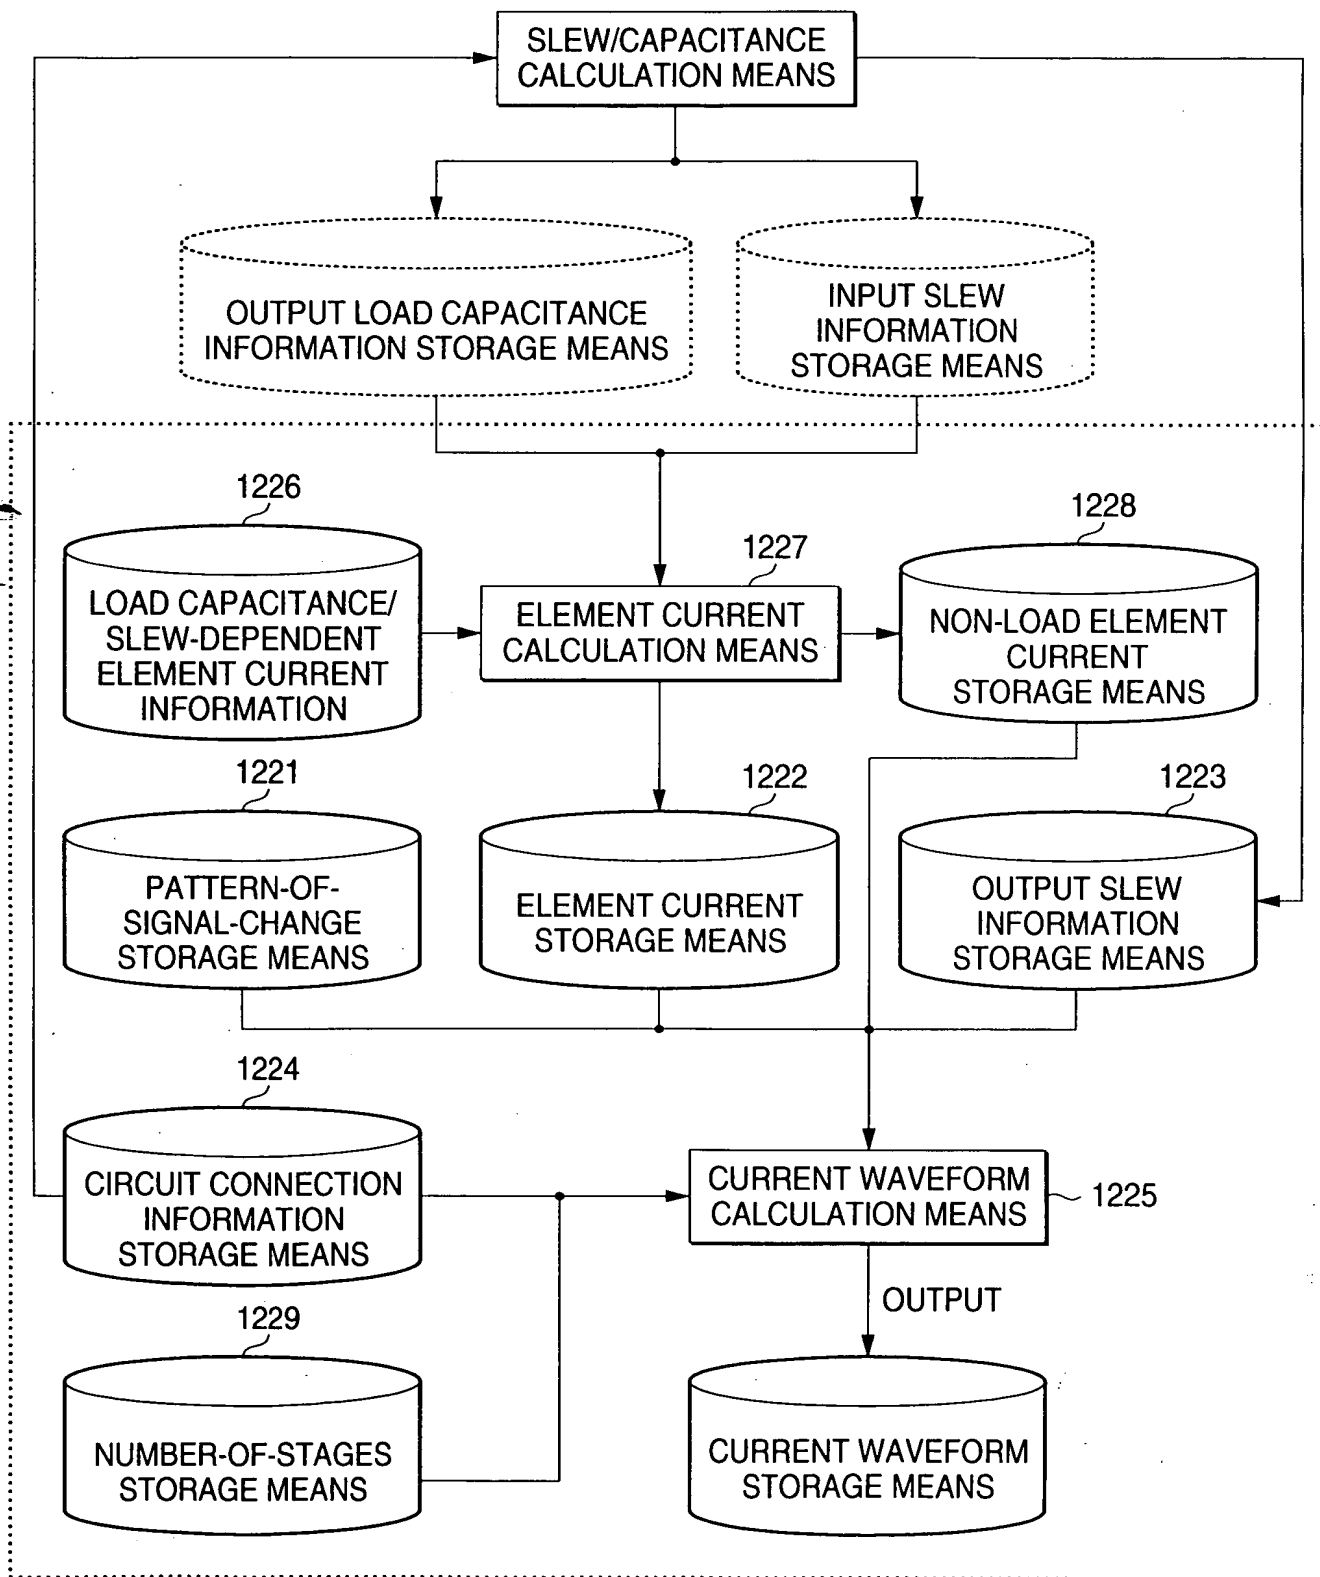 SLEW/CAPACITANCE
CALCULATION MEANS
OUTPUT LOAD CAPACITANCE
INFORMATION STORAGE MEANS
INPUT SLEW
INFORMATION
STORAGE MEANS
1226
LOAD CAPACITANCE/
SLEW-DEPENDENT
ELEMENT CURRENT
INFORMATION
1227
ELEMENT CURRENT
CALCULATION MEANS
1228
NON-LOAD ELEMENT
CURRENT
STORAGE MEANS
1221
PATTERN-OF-
SIGNAL-CHANGE
STORAGE MEANS
1222
ELEMENT CURRENT
STORAGE MEANS
1223
OUTPUT SLEW
INFORMATION
STORAGE MEANS
1224
CIRCUIT CONNECTION
INFORMATION
STORAGE MEANS
CURRENT WAVEFORM
CALCULATION MEANS
1225
OUTPUT
1229
NUMBER-OF-STAGES
STORAGE MEANS
CURRENT WAVEFORM
STORAGE MEANS